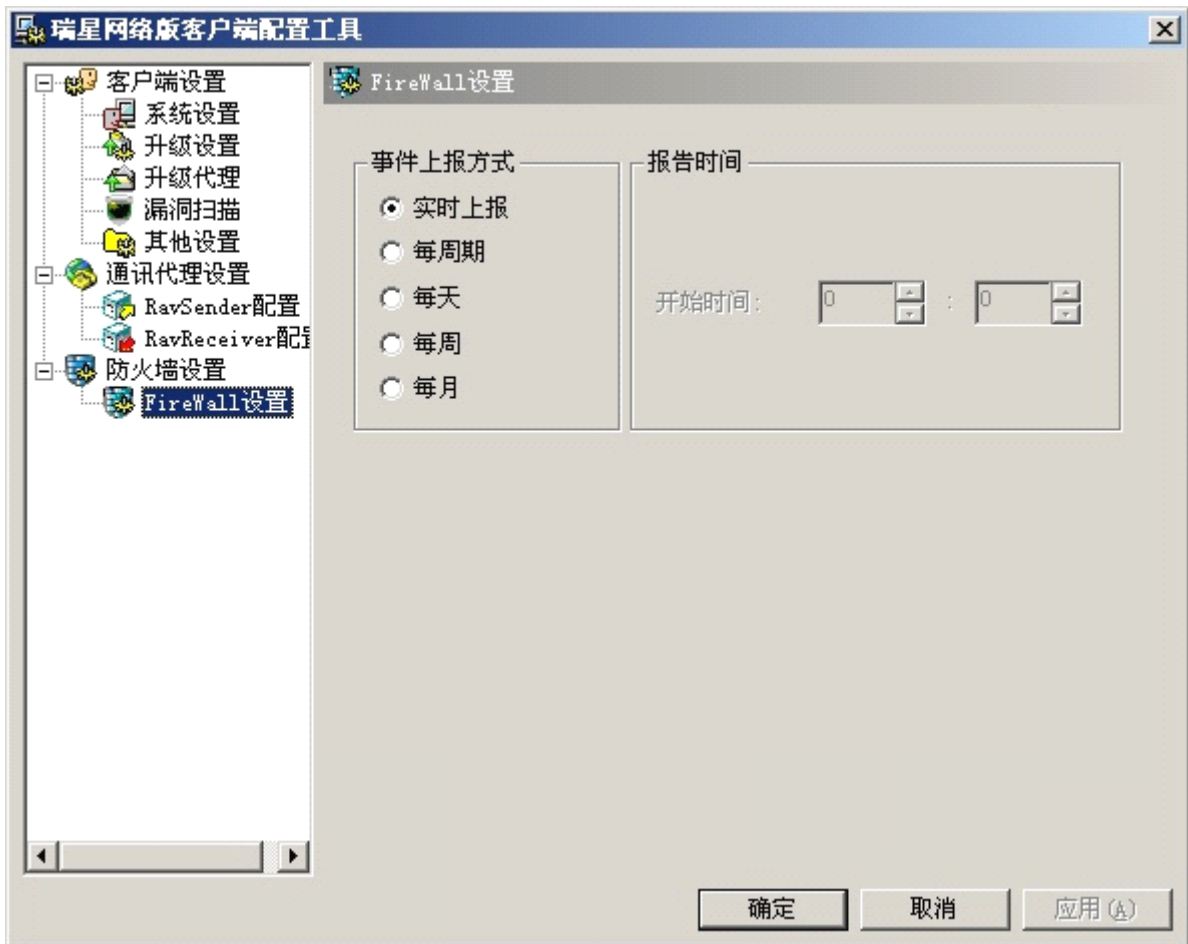 瑞星网络版客户端配置工具
客户端设置
系统设置
升级设置
升级代理
漏洞扫描
其他设置
通讯代理设置
RavSender配置
RavReceiver配
防火墙设置
FireWall设置
FireWall设置
事件上报方式
实时上报
每周期
每天
每周
每月
报告时间
开始时间: 0 : 0
确定 取消 应用(A)